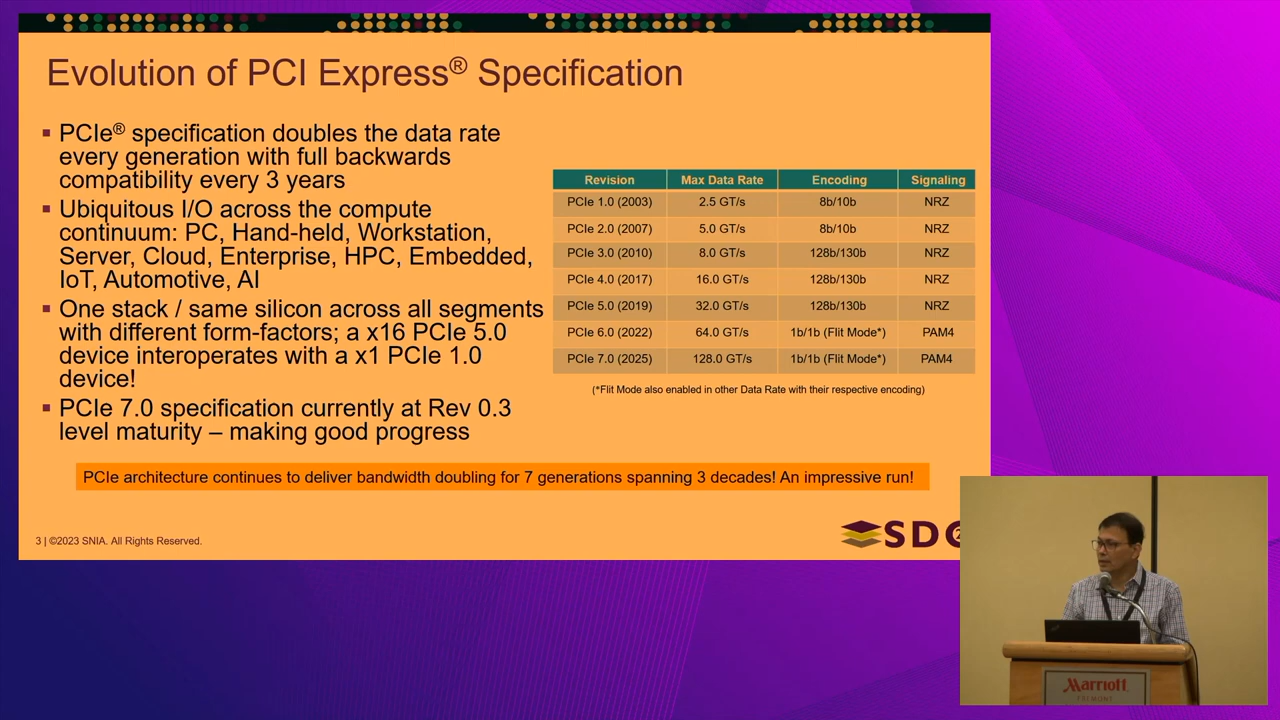 Evolution of PCI Express® Specification
▪ PCIe® specification doubles the data rate
every generation with full backwards
compatibility every 3 years
▪ Ubiquitous I/O across the compute
continuum: PC, Hand-held, Workstation,
Server, Cloud, Enterprise, HPC, Embedded,
IoT, Automotive, AI
▪ One stack / same silicon across all segments
with different form-factors; a x16 PCIe 5.0
device interoperates with a x1 PCIe 1.0
device!
▪ PCIe 7.0 specification currently at Rev 0.3
level maturity – making good progress
Revision Max Data Rate Encoding Signaling
PCIe 1.0 (2003) 2.5 GT/s 8b/10b NRZ
PCIe 2.0 (2007) 5.0 GT/s 8b/10b NRZ
PCIe 3.0 (2010) 8.0 GT/s 128b/130b NRZ
PCIe 4.0 (2017) 16.0 GT/s 128b/130b NRZ
PCIe 5.0 (2019) 32.0 GT/s 128b/130b NRZ
PCIe 6.0 (2022) 64.0 GT/s 1b/1b (Flit Mode*) PAM4
PCIe 7.0 (2025) 128.0 GT/s 1b/1b (Flit Mode*) PAM4
(*Flit Mode also enabled in other Data Rate with their respective encoding)
PCIe architecture continues to deliver bandwidth doubling for 7 generations spanning 3 decades! An impressive run!
3 | ©2023 SNIA. All Rights Reserved.
SDC
Marriott
FREMONT